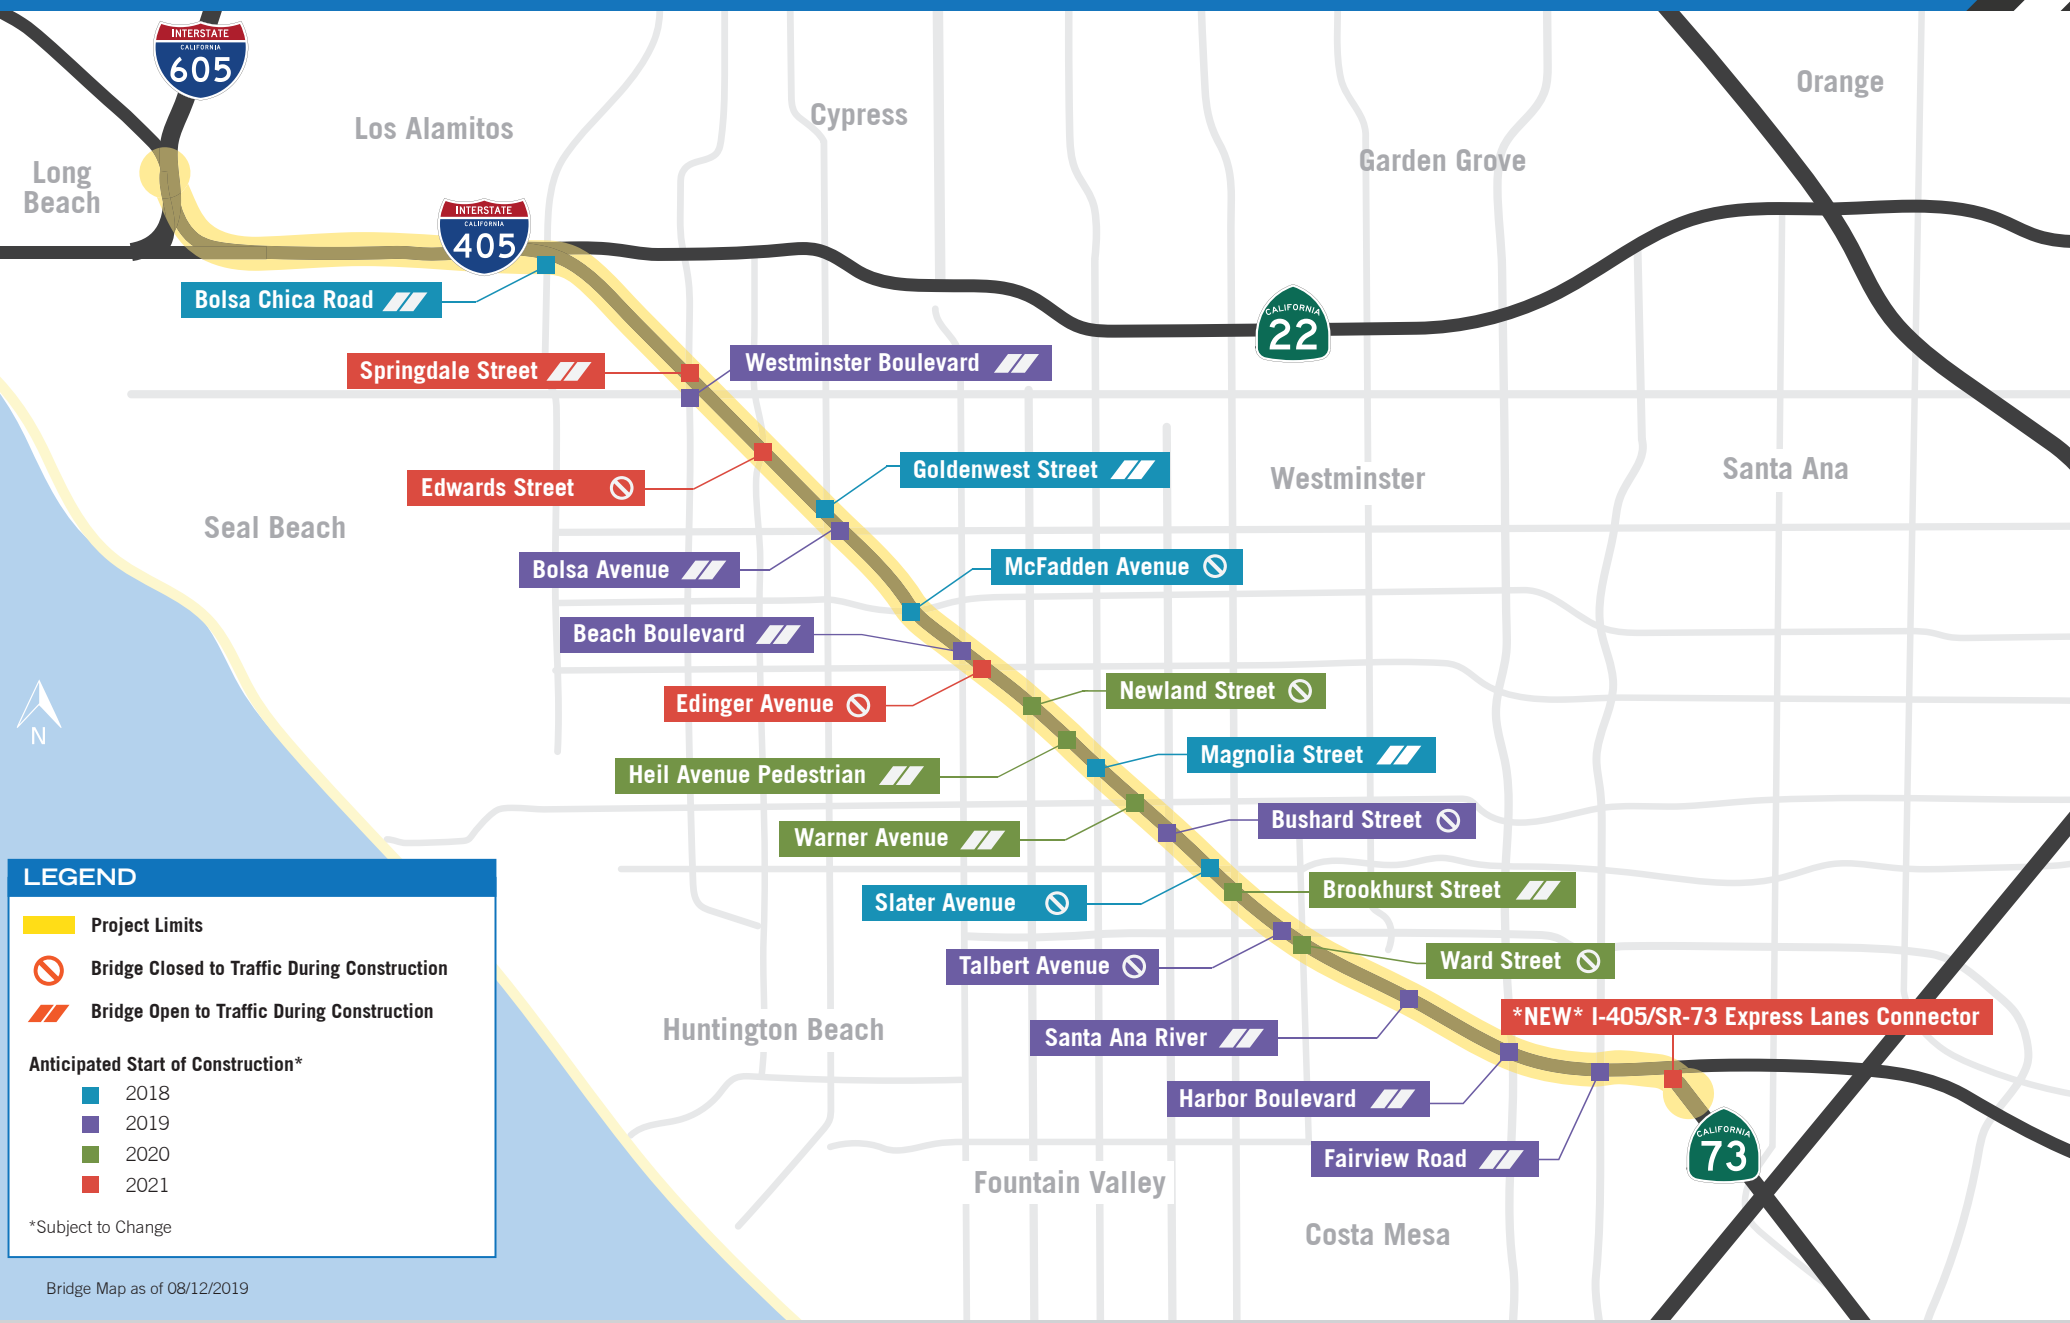 INTERSTATE
CALIFORNIA
605
Orange
Cypress
Los Alamitos
Garden Grove
Long
Beach
INTERSTATE
CALIFORNIA
405
Bolsa Chica Road
CALIFORNIA
22
Westminster Boulevard
Springdale Street
Goldenwest Street
Westminster
Santa Ana
Edwards Street
Seal Beach
Bolsa Avenue
McFadden Avenue
Beach Boulevard
Newland Street
Edinger Avenue
N
Magnolia Street
Heil Avenue Pedestrian
Bushard Street
Warner Avenue
Brookhurst Street
Slater Avenue
Ward Street
Talbert Avenue
*NEW* I-405/SR-73 Express Lanes Connector
Huntington Beach
Santa Ana River
Harbor Boulevard
CALIFORNIA
73
Fairview Road
Fountain Valley
Costa Mesa
LEGEND
Project Limits
Bridge Closed to Traffic During Construction
Bridge Open to Traffic During Construction
Anticipated Start of Construction*
2018
2019
2020
2021
*Subject to Change
Bridge Map as of 08/12/2019